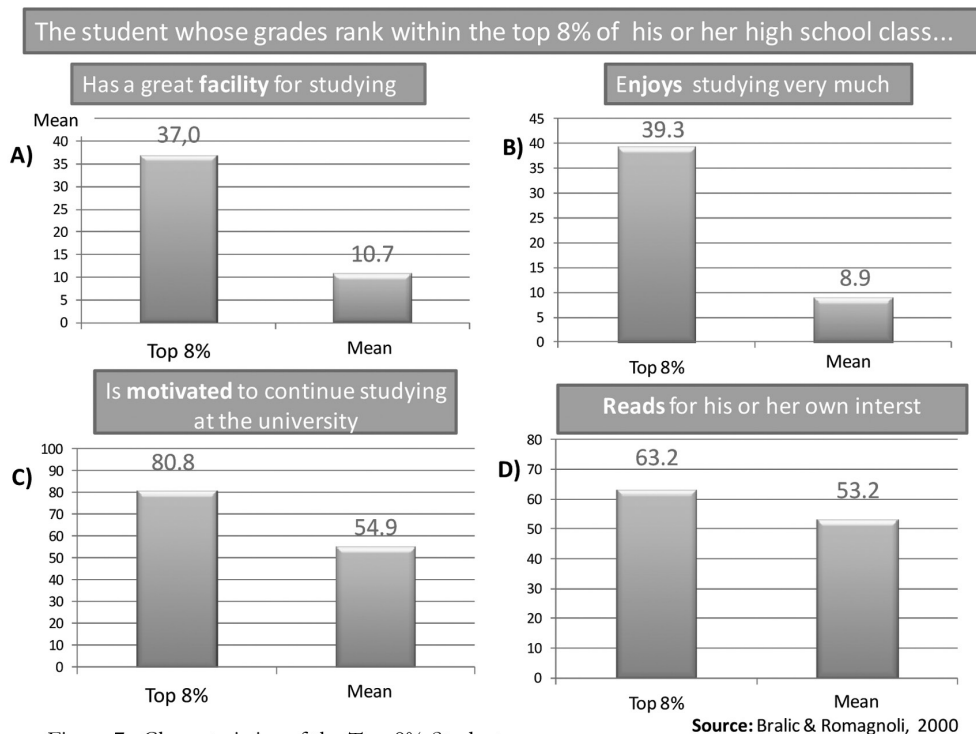 The student whose grades rank within the top 8% of his or her high school class...
Has a great facility for studying
Mean
A)
40
35
30
25
20
15
10
5
0
37,0
10.7
Top 8%
Mean
Enjoys studying very much
B)
45
40
35
30
25
20
15
10
5
0
39.3
8.9
Top 8%
Mean
Is motivated to continue studying
at the university
C)
100
90
80
70
60
50
40
30
20
10
0
80.8
54.9
Top 8%
Mean
Reads for his or her own interst
D)
80
70
60
50
40
30
20
10
0
63.2
53.2
Top 8%
Mean
Source: Bralic & Romagnoli, 2000